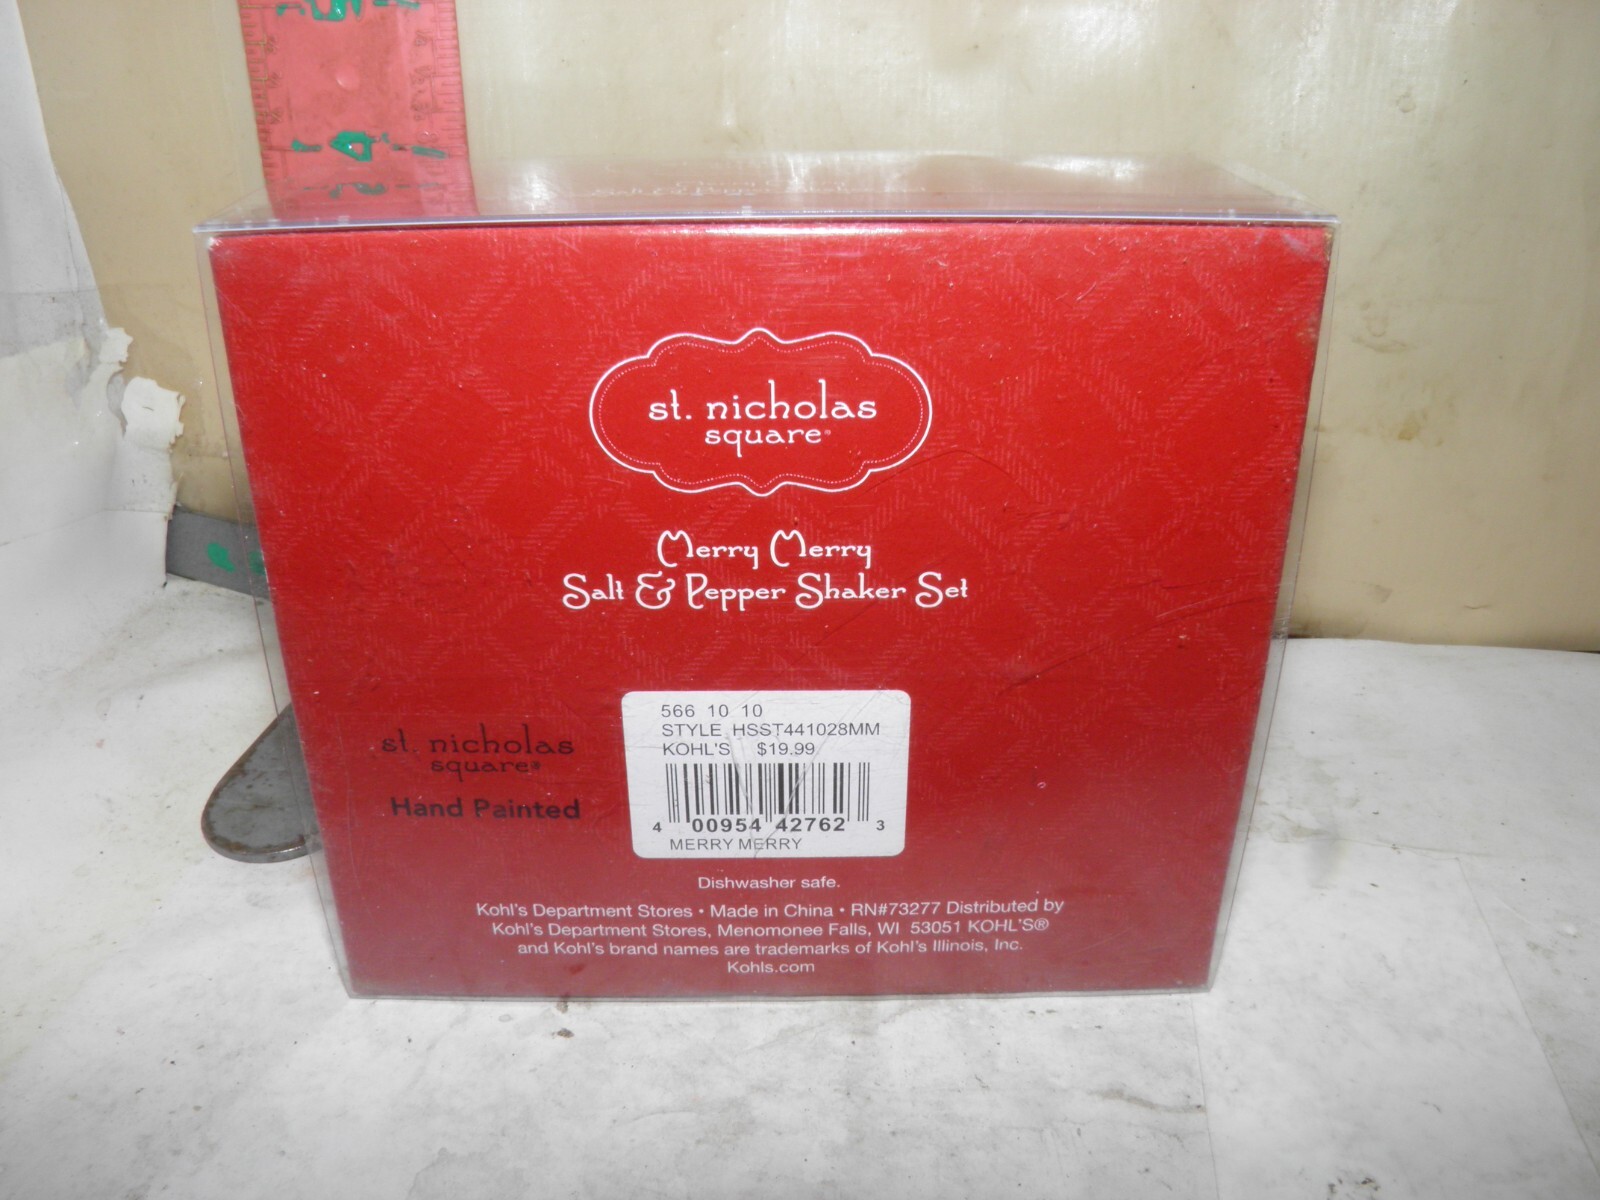 4
st. nicholas
square®
Merry Merry
Salt & Pepper Shaker Set
566 10 10
STYLE HSST441028MM
KOHL'S $19.99
4 00954 42762 3
MERRY MERRY
st. nicholas
square®
Hand Painted
Dishwasher safe.
Kohl's Department Stores • Made in China • RN#73277 Distributed by
Kohl's Department Stores, Menomonee Falls, WI 53051 KOHL'S®
and Kohl's brand names are trademarks of Kohl's Illinois, Inc.
Kohls.com